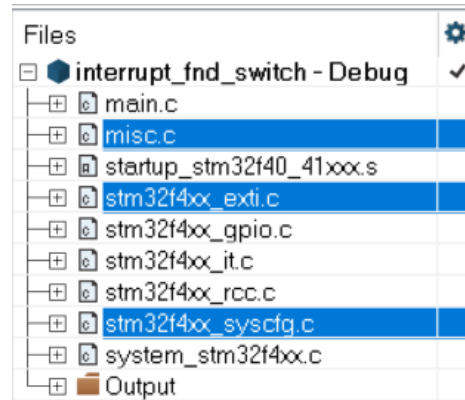 Files
interrupt_fnd_switch - Debug
main.c
misc.c
startup_stm32f40_41xxx.s
stm32f4xx_exti.c
stm32f4xx_gpio.c
stm32f4xx_it.c
stm32f4xx_rcc.c
stm32f4xx_syscfg.c
system_stm32f4xx.c
Output